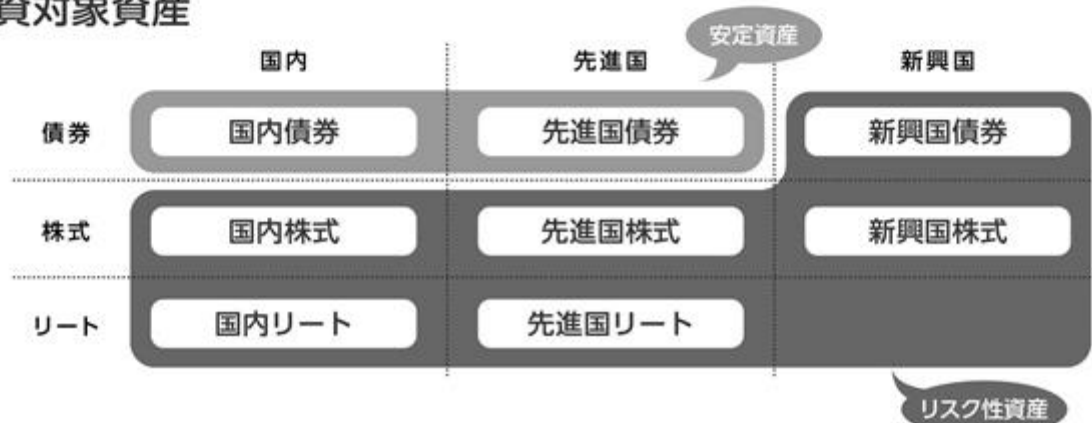 資対象資産
安定資産
国内 先進国 新興国
債券 国内債券 先進国債券 新興国債券
株式 国内株式 先進国株式 新興国株式
リート 国内リート 先進国リート
リスク性資産